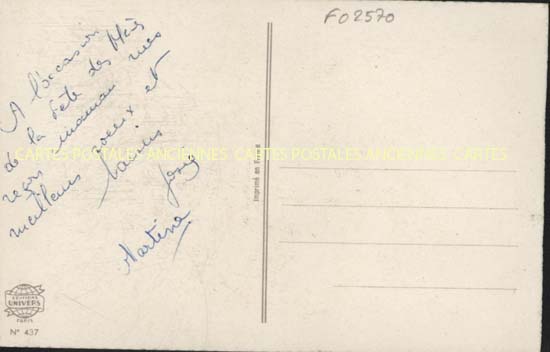 FO2570
A l'occasion
de la fête des Mères
reçois maman mes
meilleurs voeux et
baisers
Martine
CARTES POSTALES ANCIENNES CARTES POSTALES ANCIENNES CARTES
Imprimé en France
EDITIONS
UNIVERS
PARIS
N° 437